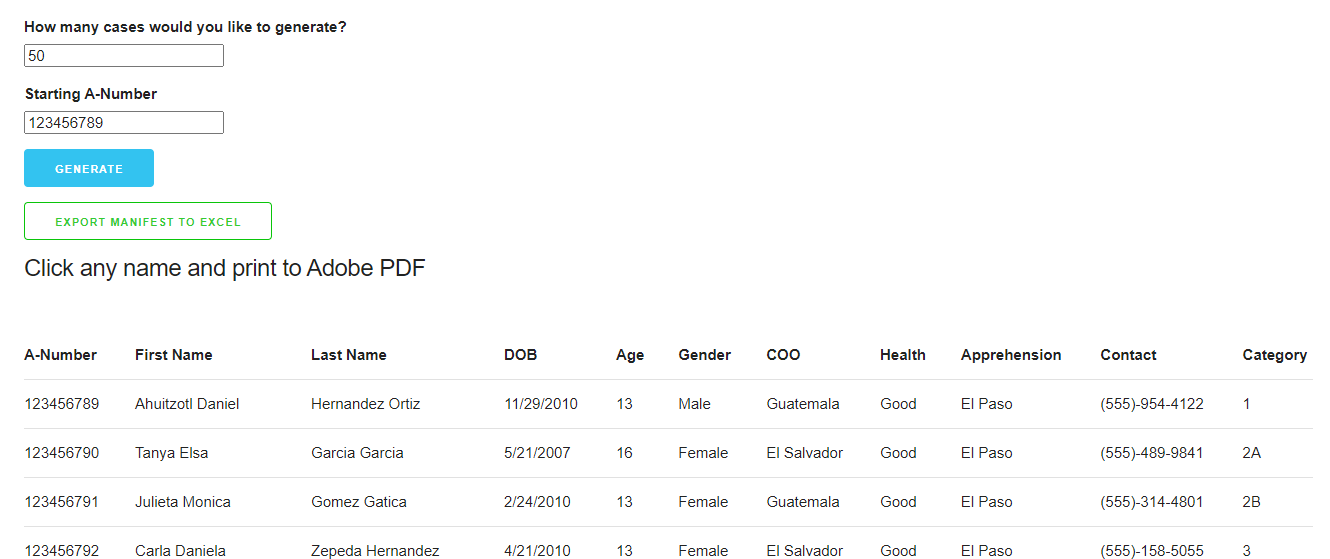 How many cases would you like to generate?
50
Starting A-Number
123456789
GENERATE
EXPORT MANIFEST TO EXCEL
Click any name and print to Adobe PDF
A-Number First Name Last Name DOB Age Gender COO Health Apprehension Contact Category
123456789 Ahuitzotl Daniel Hernandez Ortiz 11/29/2010 13 Male Guatemala Good El Paso (555)-954-4122 1
123456790 Tanya Elsa Garcia Garcia 5/21/2007 16 Female El Salvador Good El Paso (555)-489-9841 2A
123456791 Julieta Monica Gomez Gatica 2/24/2010 13 Female Guatemala Good El Paso (555)-314-4801 2B
123456792 Carla Daniela Zepeda Hernandez 4/21/2010 13 Female El Salvador Good El Paso (555)-158-5055 3